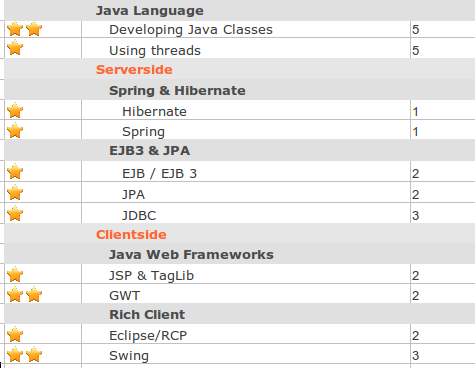 Java Language
Developing Java Classes 5
Using threads 5
Serverside
Spring & Hibernate
Hibernate 1
Spring 1
EJB3 & JPA
EJB / EJB 3 2
JPA 2
JDBC 3
Clientside
Java Web Frameworks
JSP & TagLib 2
GWT 2
Rich Client
Eclipse/RCP 2
Swing 3